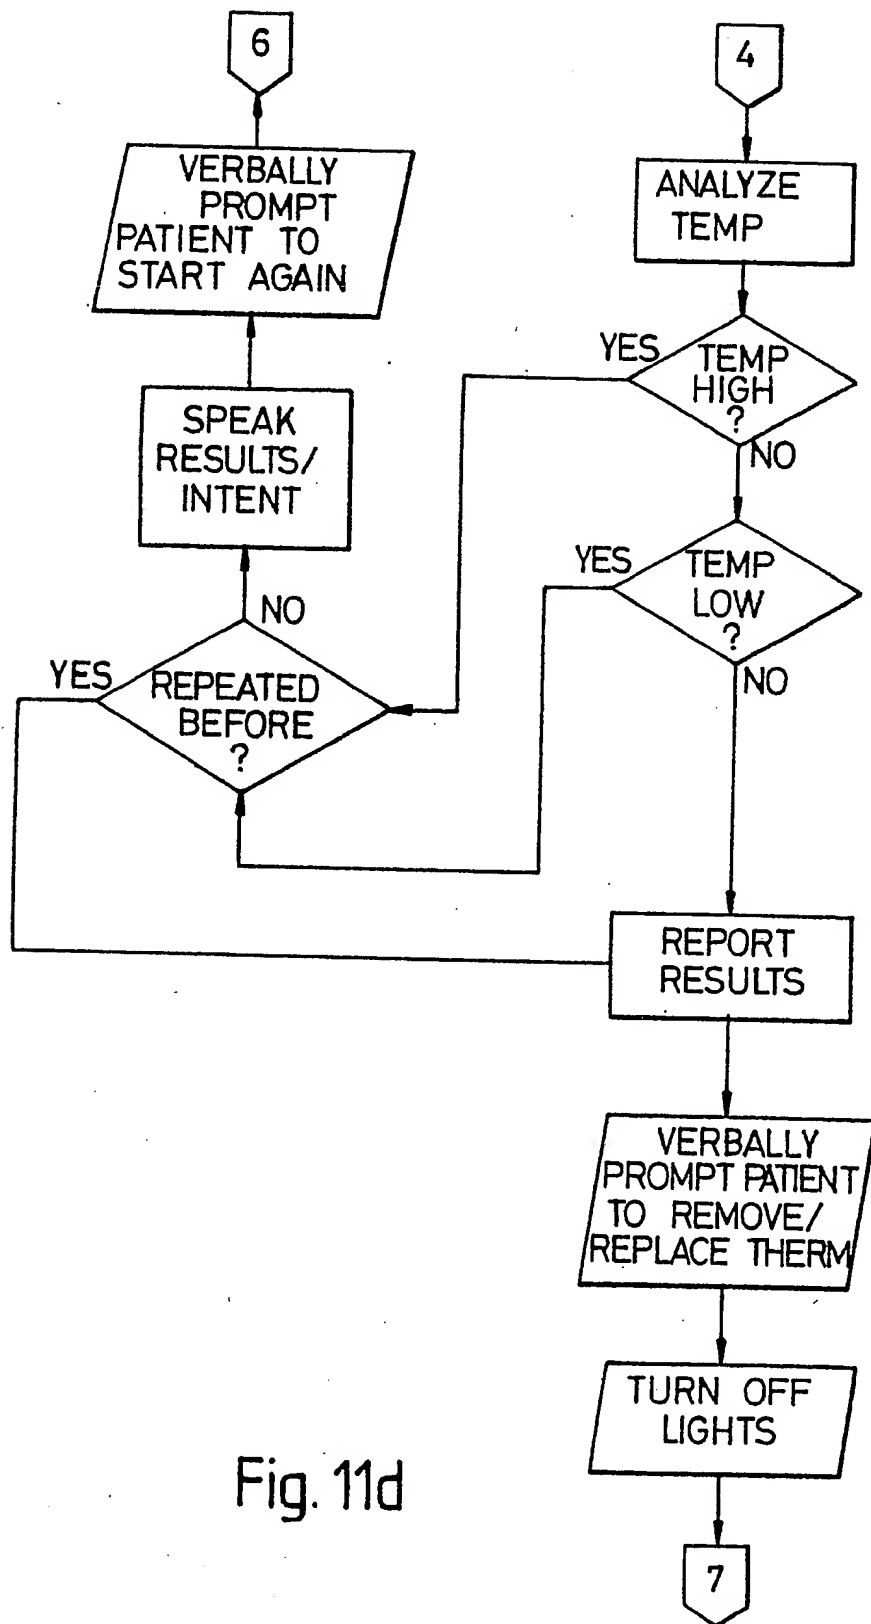 6
VERBALLY
PROMPT
PATIENT TO
START AGAIN
SPEAK
RESULTS/
INTENT
NO
YES
REPEATED
BEFORE
?
4
ANALYZE
TEMP
YES
TEMP
HIGH
?
NO
YES
TEMP
LOW
?
NO
REPORT
RESULTS
VERBALLY
PROMPT PATIENT
TO REMOVE/
REPLACE THERM
TURN OFF
LIGHTS
7
Fig. 11d